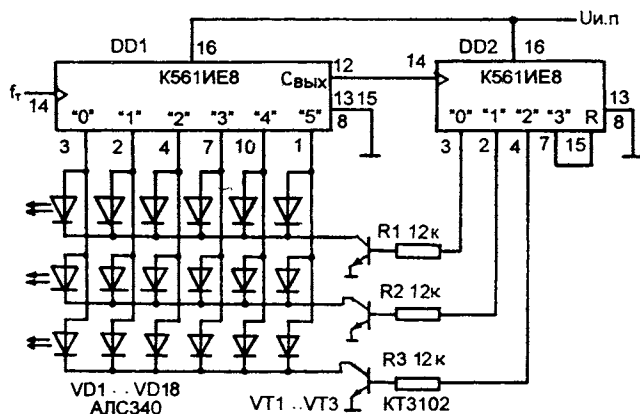 DD1 DD2 Uи.п
16 16
К561ИЕ8 Cвых 12 14 К561ИЕ8
fт 14 13 15 13
"0" "1" "2" "3" "4" "5" 8 "0" "1" "2" "3" R 8
3 2 4 7 10 1 3 2 4 7 15
R1 12к
R2 12к
R3 12к
VD1 . . VD18 VT1 ..VT3 КТ3102
АЛС340